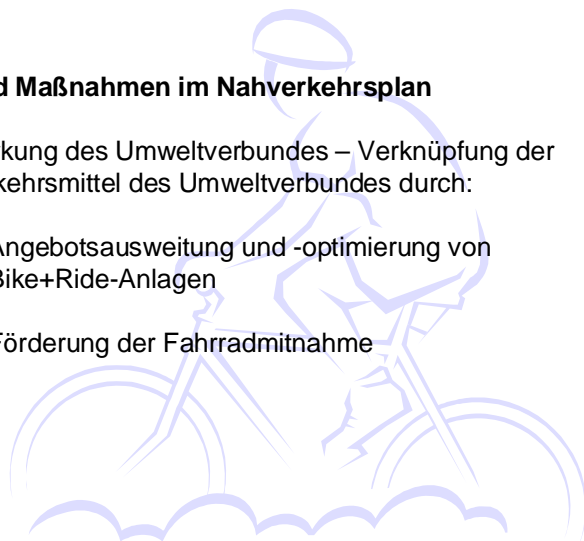 d Maßnahmen im Nahverkehrsplan
kung des Umweltverbundes – Verknüpfung der
kehrsmittel des Umweltverbundes durch:
Angebotsausweitung und -optimierung von
Bike+Ride-Anlagen
Förderung der Fahrradmitnahme